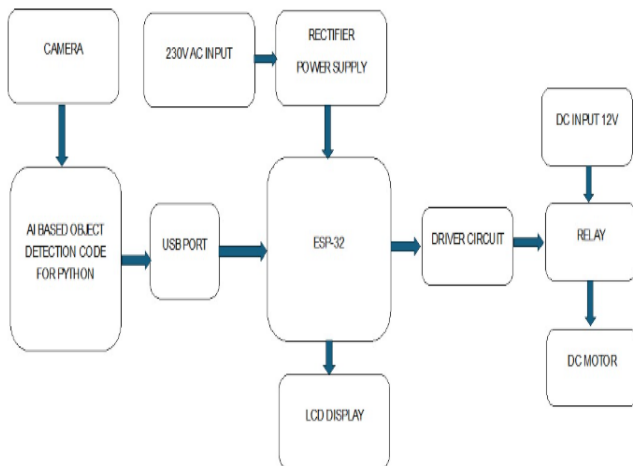 CAMERA
230V AC INPUT
RECTIFIER
POWER SUPPLY
DC INPUT 12V
AI BASED OBJECT
DETECTION CODE
FOR PYTHON
USB PORT
ESP-32
DRIVER CIRCUIT
RELAY
DC MOTOR
LCD DISPLAY